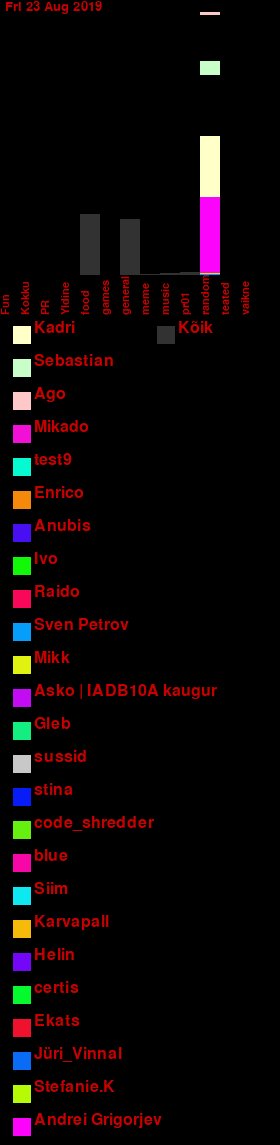 Fri 23 Aug 2019
Fun
Kokku
PR
Yldine
food
games
general
meme
music
pr01
random
teated
vaikne
Kadri
Kõik
Sebastian
Ago
Mikado
test9
Enrico
Anubis
Ivo
Raido
Sven Petrov
Mikk
Asko | IADB10A kaugur
Gleb
sussid
stina
code_shredder
blue
Siim
Karvapall
Helin
certis
Ekats
Jüri_Vinnal
Stefanie.K
Andrei Grigorjev